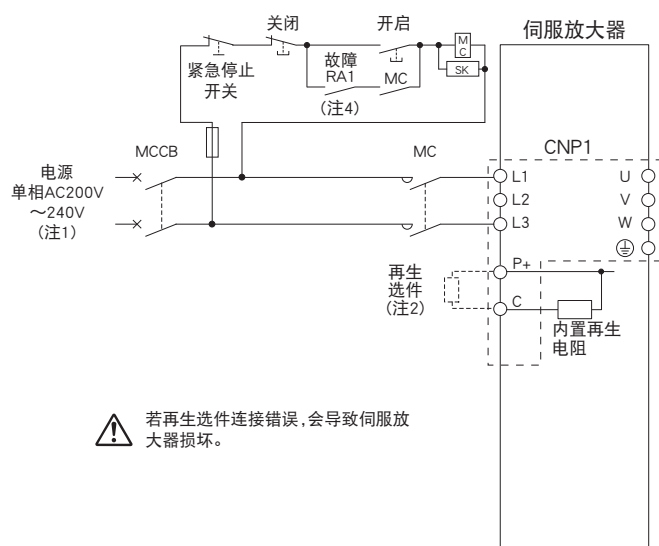 关闭
开启
伺服放大器
紧急停止
开关
故障
RA1
(注4)
MC
M
C
SK
CNP1
MCCB
MC
电源
单相AC200V
～240V
(注1)
L1
L2
L3
U
V
W
再生
选件
(注2)
P+
C
内置再生
电阻
若再生选件连接错误,会导致伺服放
大器损坏。